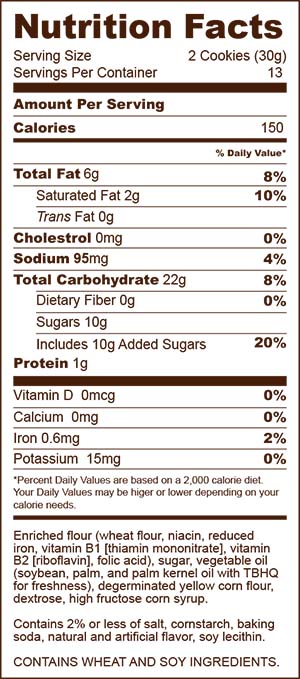 Nutrition Facts
Serving Size 2 Cookies (30g)
Servings Per Container 13
Amount Per Serving
Calories 150
% Daily Value*
Total Fat 6g 8%
Saturated Fat 2g 10%
Trans Fat 0g
Cholestrol 0mg 0%
Sodium 95mg 4%
Total Carbohydrate 22g 8%
Dietary Fiber 0g 0%
Sugars 10g
Includes 10g Added Sugars 20%
Protein 1g
Vitamin D 0mcg 0%
Calcium 0mg 0%
Iron 0.6mg 2%
Potassium 15mg 0%
*Percent Daily Values are based on a 2,000 calorie diet.
Your Daily Values may be higer or lower depending on your
calorie needs.
Enriched flour (wheat flour, niacin, reduced
iron, vitamin B1 [thiamin mononitrate], vitamin
B2 [riboflavin], folic acid), sugar, vegetable oil
(soybean, palm, and palm kernel oil with TBHQ
for freshness), degerminated yellow corn flour,
dextrose, high fructose corn syrup.
Contains 2% or less of salt, cornstarch, baking
soda, natural and artificial flavor, soy lecithin.
CONTAINS WHEAT AND SOY INGREDIENTS.